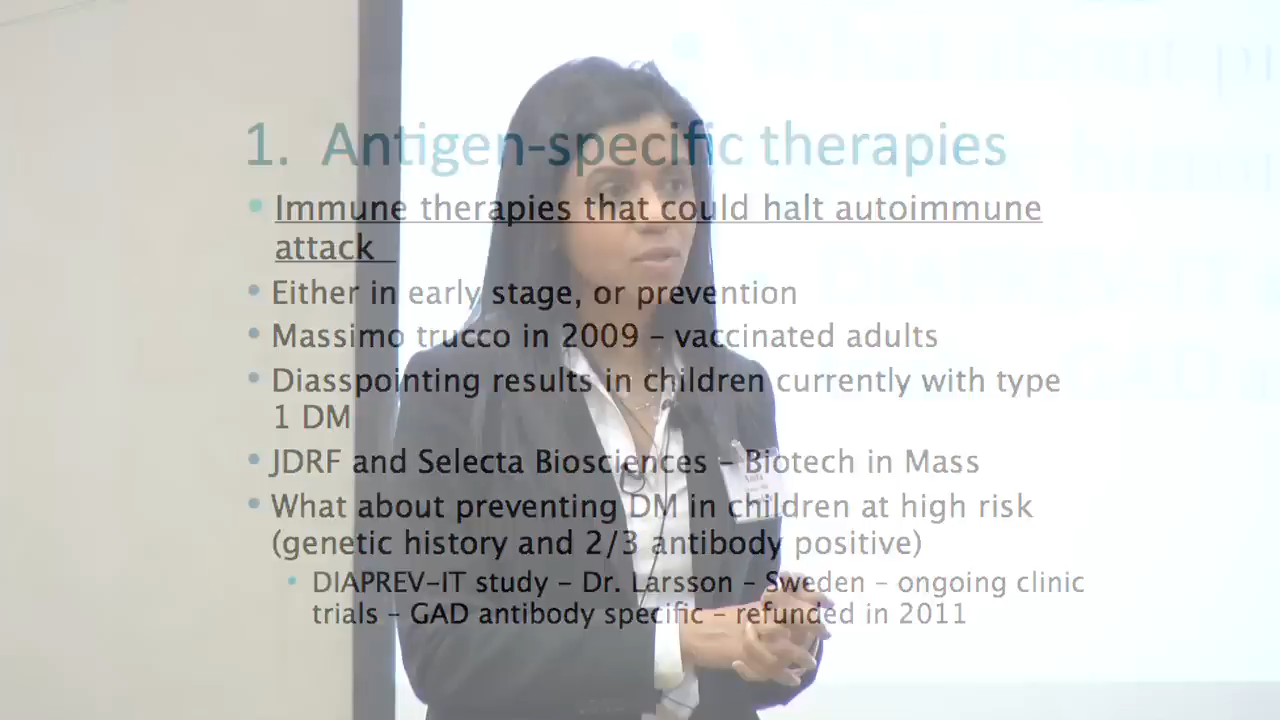 1. Antigen-specific therapies
• Immune therapies that could halt autoimmune
attack
• Either in early stage, or prevention
• Massimo trucco in 2009 – vaccinated adults
• Diasspointing results in children currently with type
1 DM
• JDRF and Selecta Biosciences – Biotech in Mass
• What about preventing DM in children at high risk
(genetic history and 2/3 antibody positive)
• DIAPREV-IT study – Dr. Larsson – Sweden – ongoing clinic
trials – GAD antibody specific – refunded in 2011